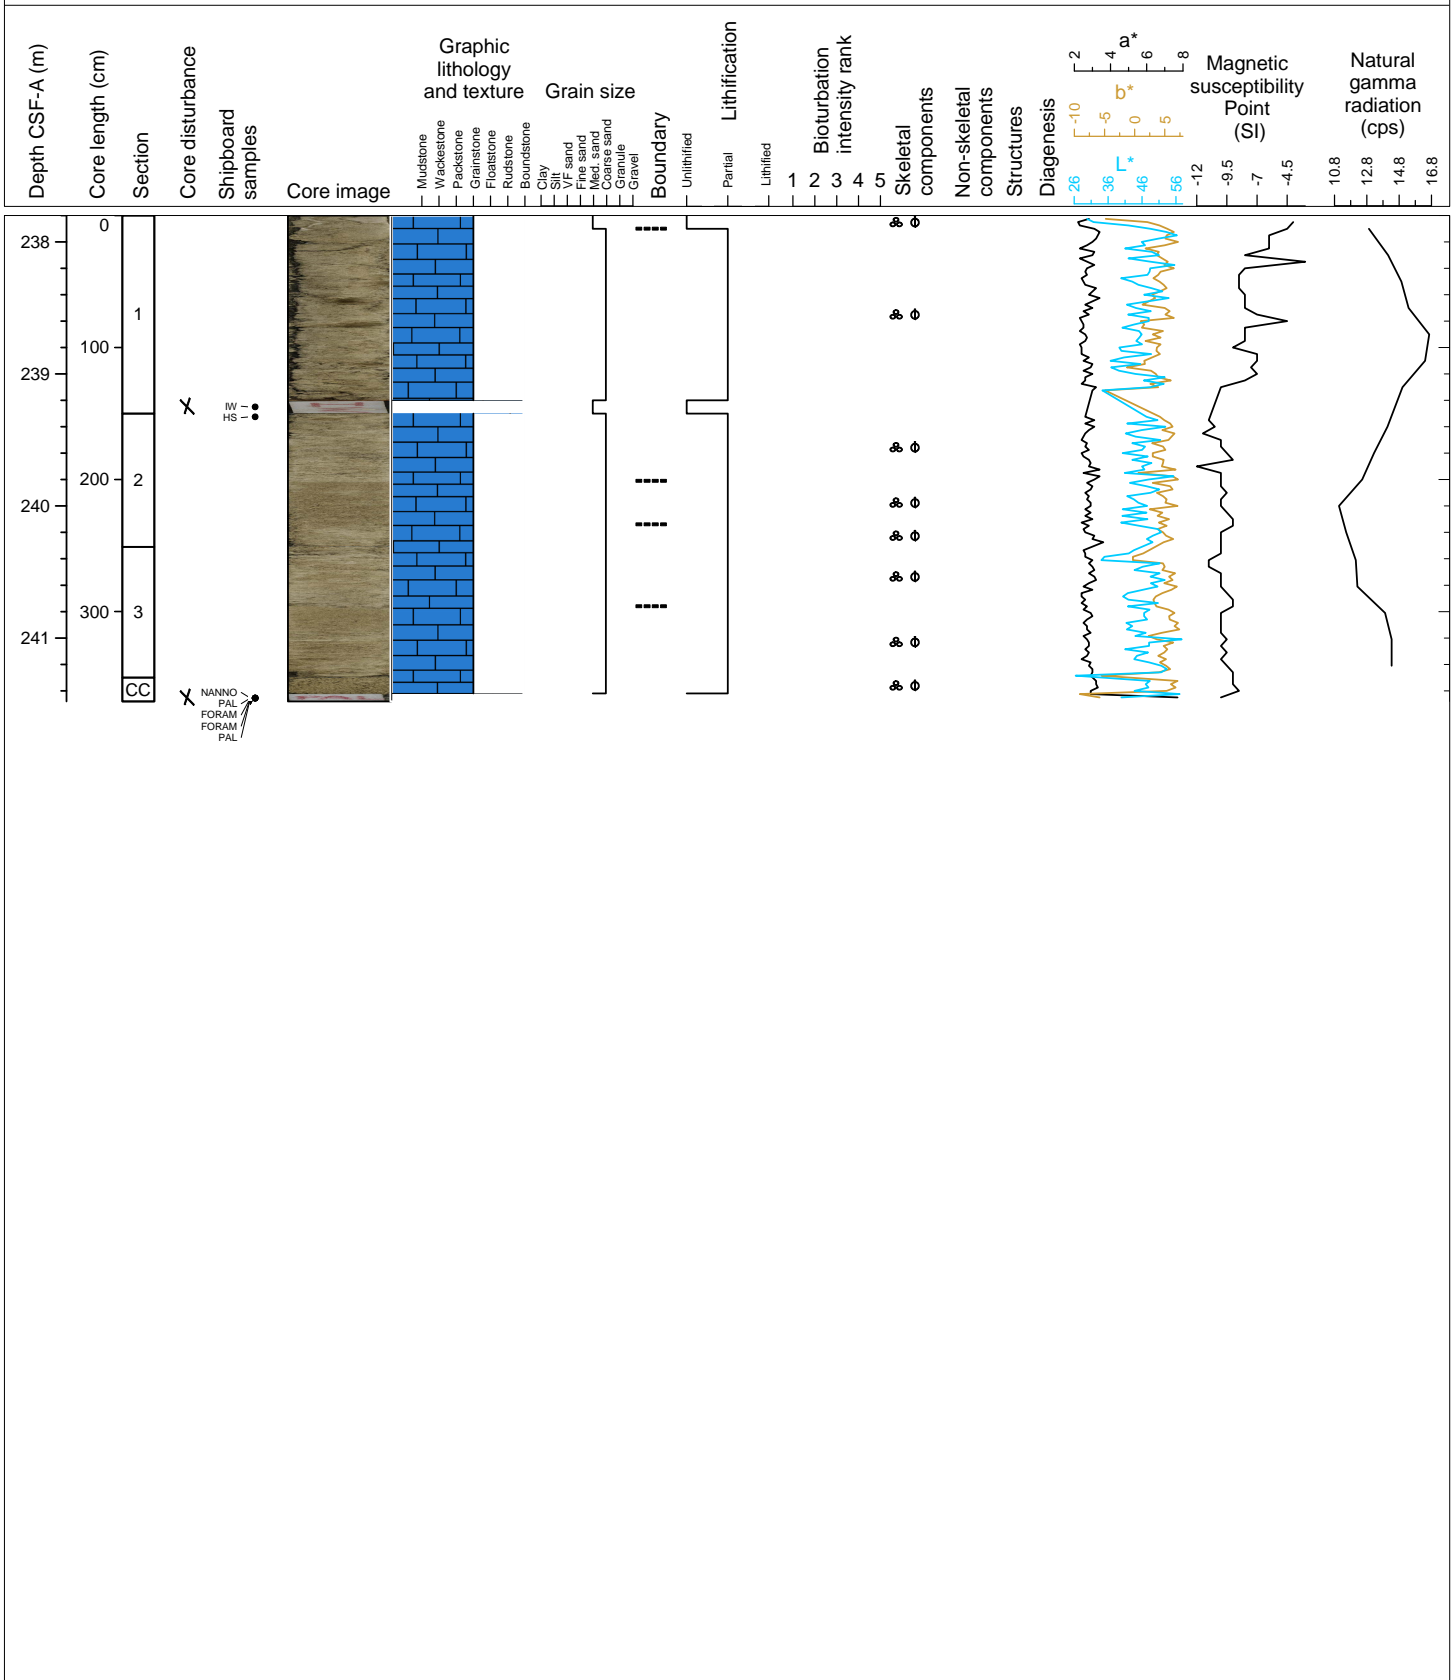 Depth CSF-A (m)
Core length (cm)
Section
Core disturbance
Shipboard
samples
Core image
Graphic
lithology
and texture
Mudstone
Wackestone
Packstone
Grainstone
Floatstone
Rudstone
Boundstone
Grain size
Clay
Silt
VF sand
Fine sand
Med. sand
Coarse sand
Granule
Gravel
Boundary
Lithification
Unlithified
Partial
Lithified
Bioturbation
intensity rank
1 2 3 4 5
Skeletal
components
Non-skeletal
components
Structures
Diagenesis
a*
2 4 6 8
b*
-10 -5 0 5
L*
26 36 46 56
Magnetic
susceptibility
Point
(SI)
-12 -9.5 -7 -4.5
Natural
gamma
radiation
(cps)
10.8 12.8 14.8 16.8
0
238
1
100
239
IW
HS
2
200
240
3
300
241
CC
NANNO
PAL
FORAM
FORAM
PAL